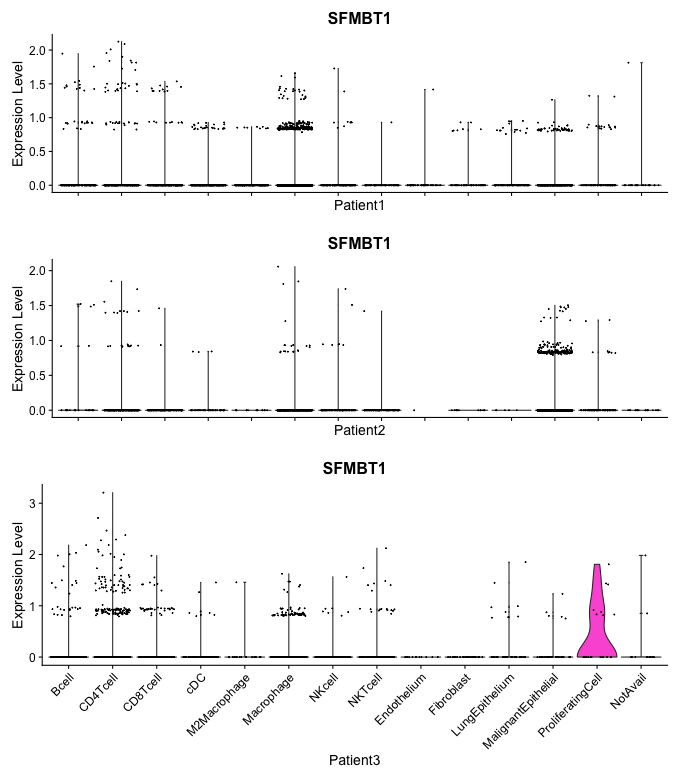 SFMBT1
Expression Level
2.0
1.5
1.0
0.5
0.0
Patient1
SFMBT1
Expression Level
2.0
1.5
1.0
0.5
0.0
Patient2
SFMBT1
Expression Level
3
2
1
0
Bcell
CD4Tcell
CD8Tcell
cDC
M2Macrophage
Macrophage
NKcell
NKTcell
Endothelium
Fibroblast
LungEpithelium
MalignantEpithelial
ProliferatingCell
NotAvail
Patient3